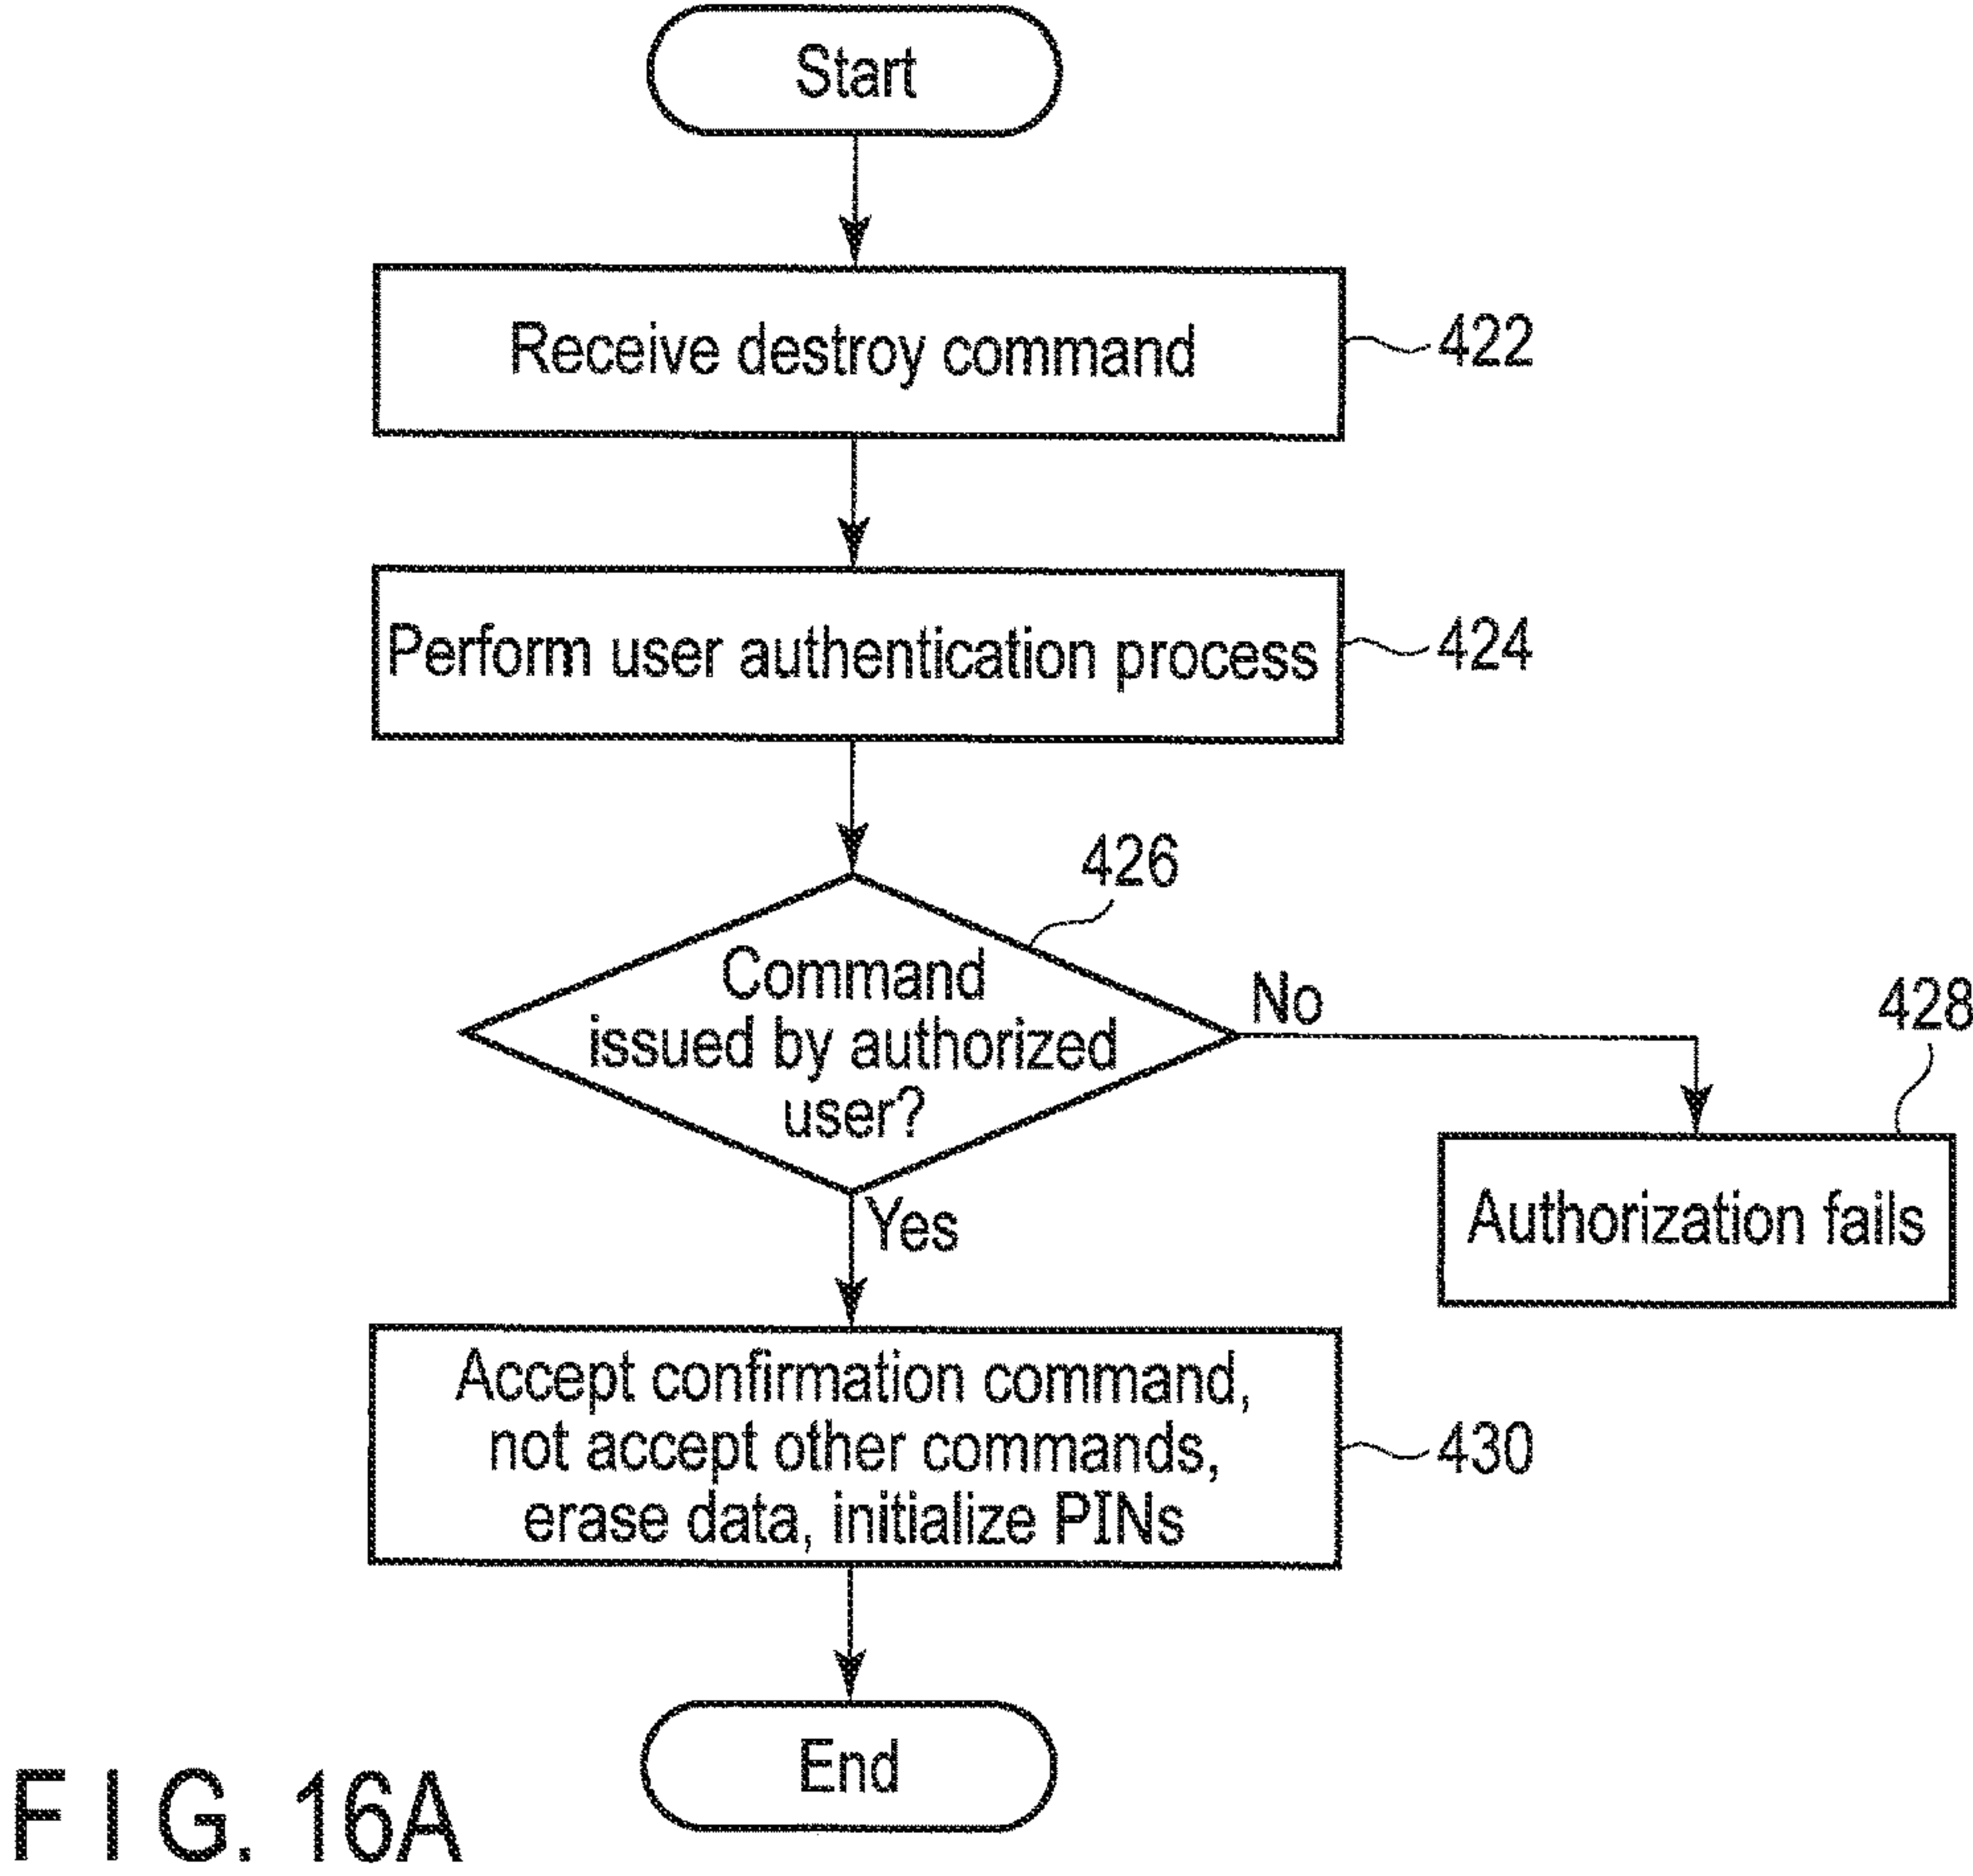 Start
Receive destroy command
422
Perform user authentication process
424
426
Command
issued by authorized
user?
No
428
Authorization fails
Yes
Accept confirmation command,
not accept other commands,
erase data, initialize PINs
430
End
FIG. 16A